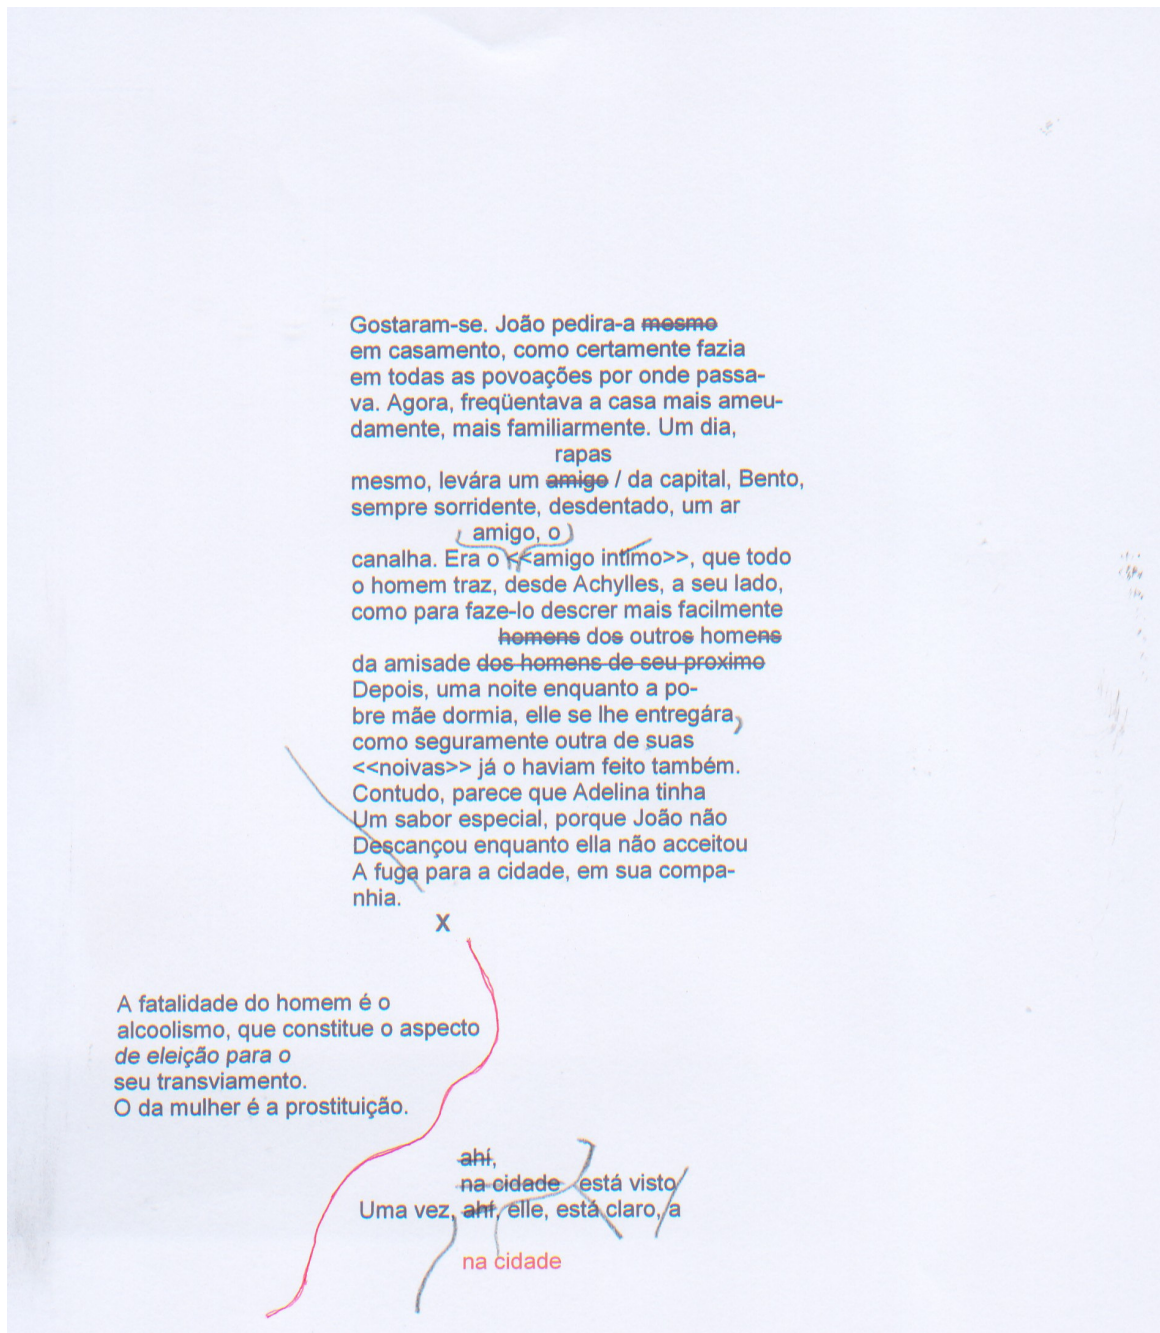 Gostaram-se. João pedira-a mesmo
em casamento, como certamente fazia
em todas as povoações por onde passa-
va. Agora, freqüentava a casa mais ameu-
damente, mais familiarmente. Um dia,
rapas
mesmo, levára um amigo / da capital, Bento,
sempre sorridente, desdentado, um ar
amigo, o
canalha. Era o <<amigo intimo>>, que todo
o homem traz, desde Achylles, a seu lado,
como para faze-lo descrer mais facilmente
homens dos outros homens
da amisade dos homens de seu proximo
Depois, uma noite enquanto a po-
bre mãe dormia, elle se lhe entregára,
como seguramente outra de suas
<<noivas>> já o haviam feito também.
Contudo, parece que Adelina tinha
Um sabor especial, porque João não
Descançou enquanto ella não acceitou
A fuga para a cidade, em sua compa-
nhia.
X
A fatalidade do homem é o
alcoolismo, que constitue o aspecto
de eleição para o
seu transviamento.
O da mulher é a prostituição.
ahí,
na cidade está visto
Uma vez, ahí, elle, está claro, a
na cidade